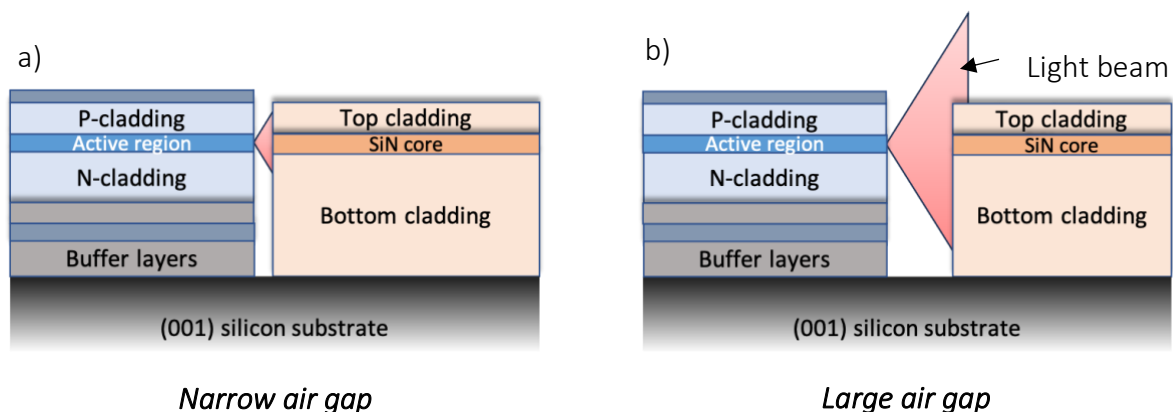 a)
P-cladding
Active region
N-cladding
Buffer layers
Top cladding
SiN core
Bottom cladding
(001) silicon substrate
Narrow air gap
b)
Light beam
P-cladding
Active region
N-cladding
Buffer layers
Top cladding
SiN core
Bottom cladding
(001) silicon substrate
Large air gap